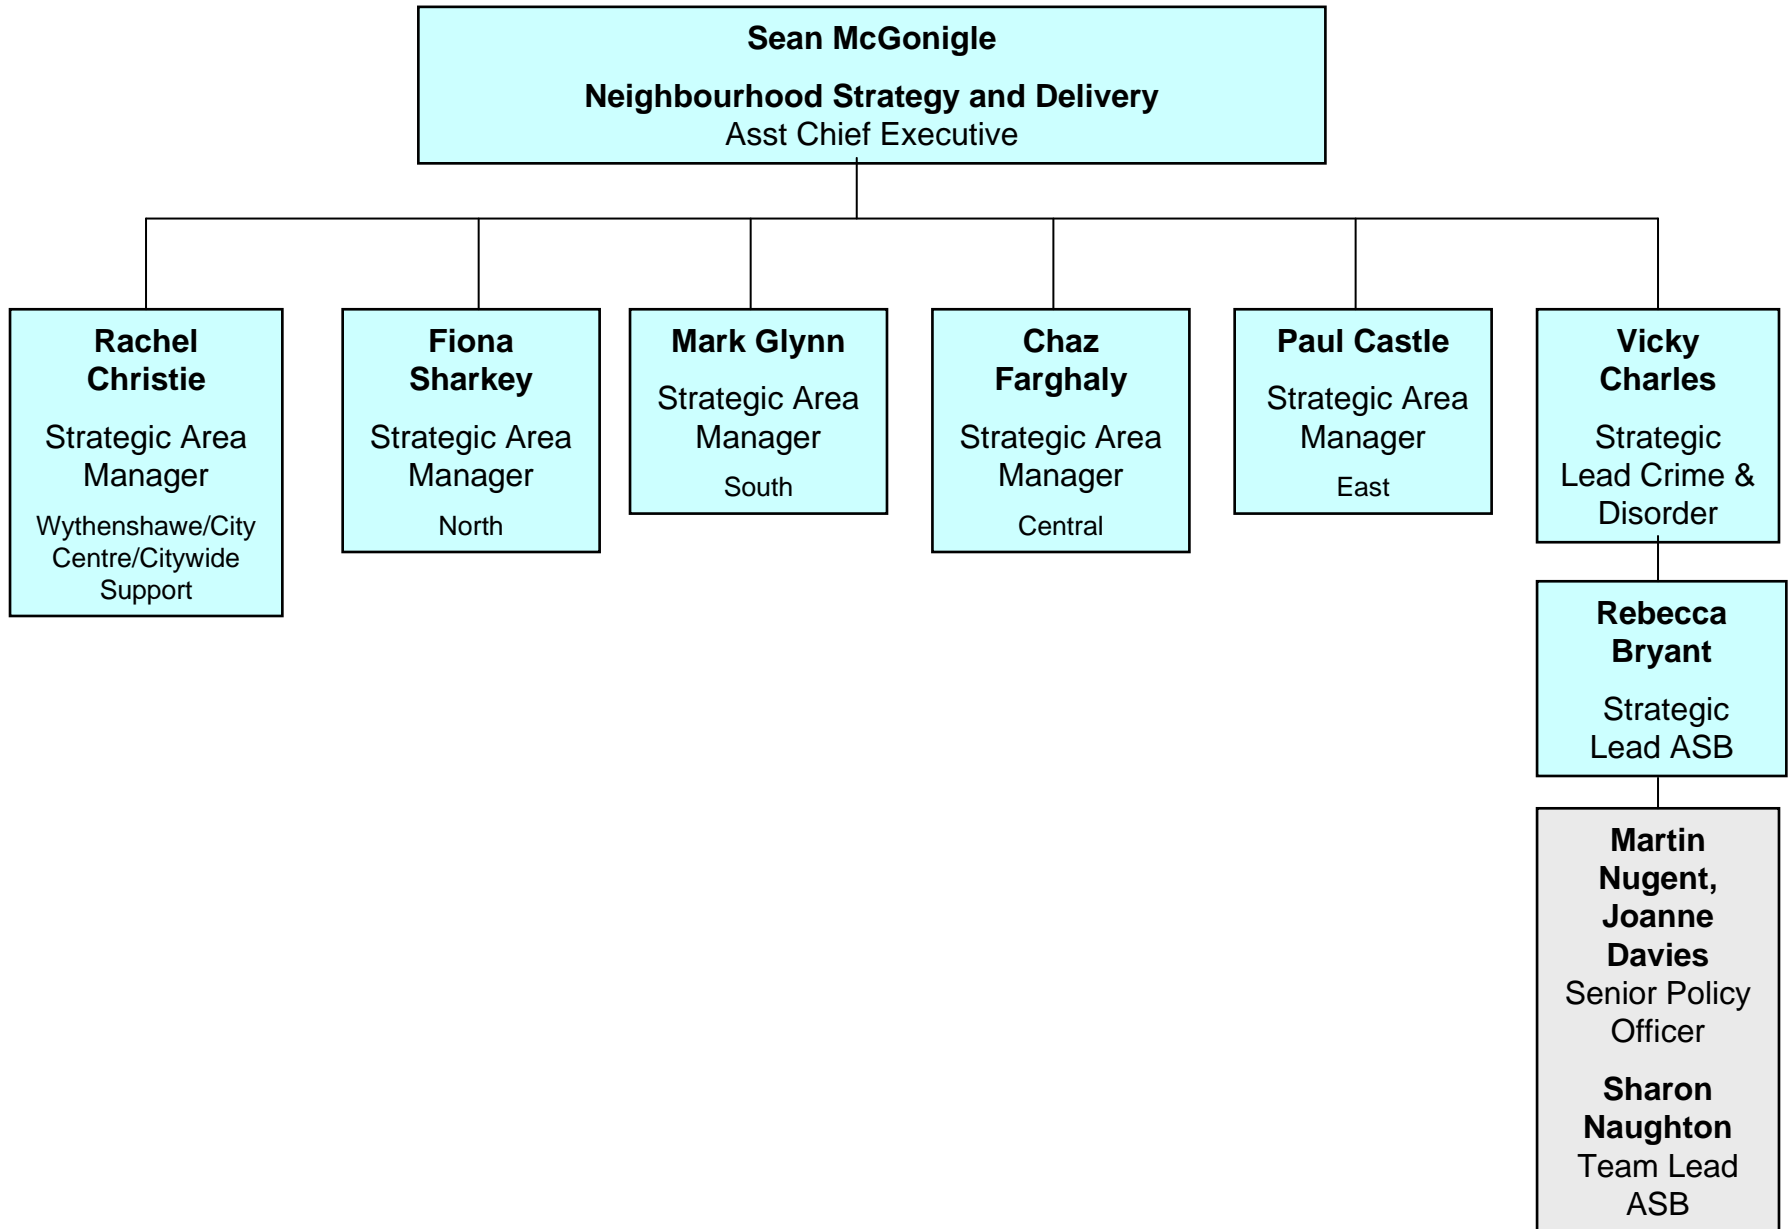 Sean McGonigle
Neighbourhood Strategy and Delivery
Asst Chief Executive
Rachel
Christie
Strategic Area
Manager
Wythenshawe/City
Centre/Citywide
Support
Fiona
Sharkey
Strategic Area
Manager
North
Mark Glynn
Strategic Area
Manager
South
Chaz
Farghaly
Strategic Area
Manager
Central
Paul Castle
Strategic Area
Manager
East
Vicky
Charles
Strategic
Lead Crime &
Disorder
Rebecca
Bryant
Strategic
Lead ASB
Martin
Nugent,
Joanne
Davies
Senior Policy
Officer
Sharon
Naughton
Team Lead
ASB